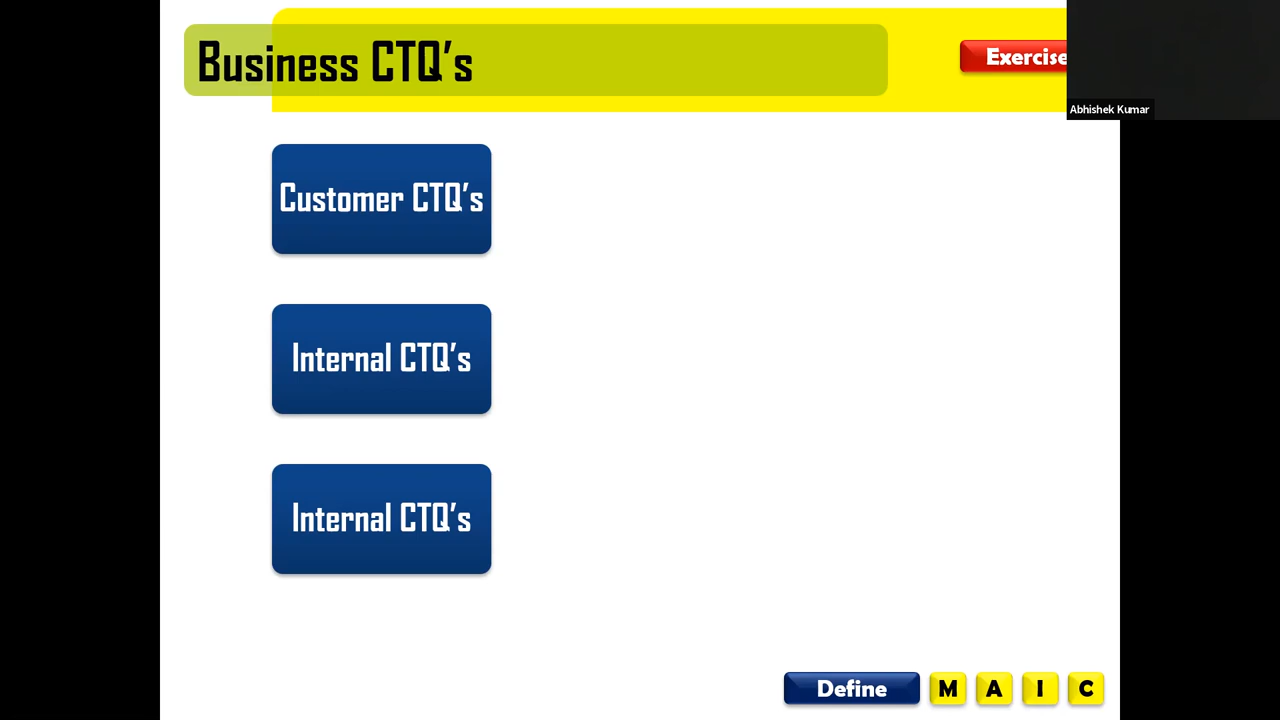 Business CTQ's
Exercise
Abhishek Kumar
Customer CTQ's
Internal CTQ's
Internal CTQ's
Define M A I C